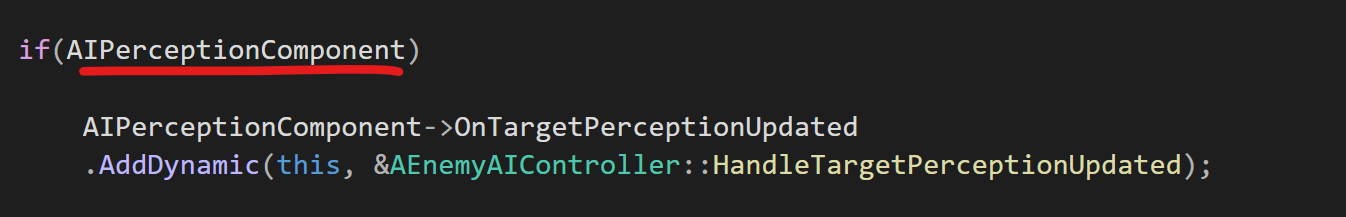 if(AIPerceptionComponent)
AIPerceptionComponent->OnTargetPerceptionUpdated
.AddDynamic(this, &AEnemyAIController::HandleTargetPerceptionUpdated);